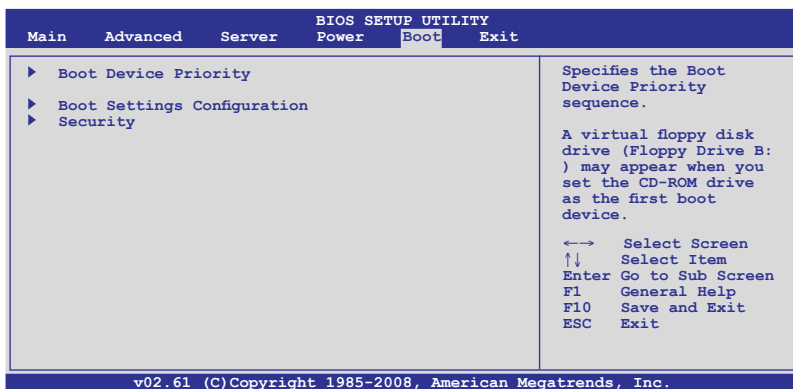 BIOS SETUP UTILITY
Main Advanced Server Power Boot Exit
Boot Device Priority
Boot Settings Configuration
Security
Specifies the Boot
Device Priority
sequence.
A virtual floppy disk
drive (Floppy Drive B:
) may appear when you
set the CD-ROM drive
as the first boot
device.
←→ Select Screen
↑↓ Select Item
Enter Go to Sub Screen
F1 General Help
F10 Save and Exit
ESC Exit
v02.61 (C)Copyright 1985-2008, American Megatrends, Inc.